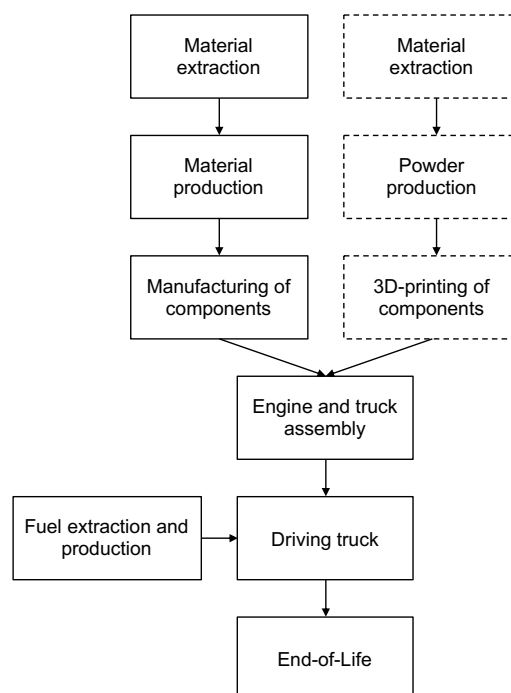 Material
extraction
Material
extraction
Material
production
Powder
production
Manufacturing of
components
3D-printing of
components
Engine and truck
assembly
Fuel extraction and
production
Driving truck
End-of-Life